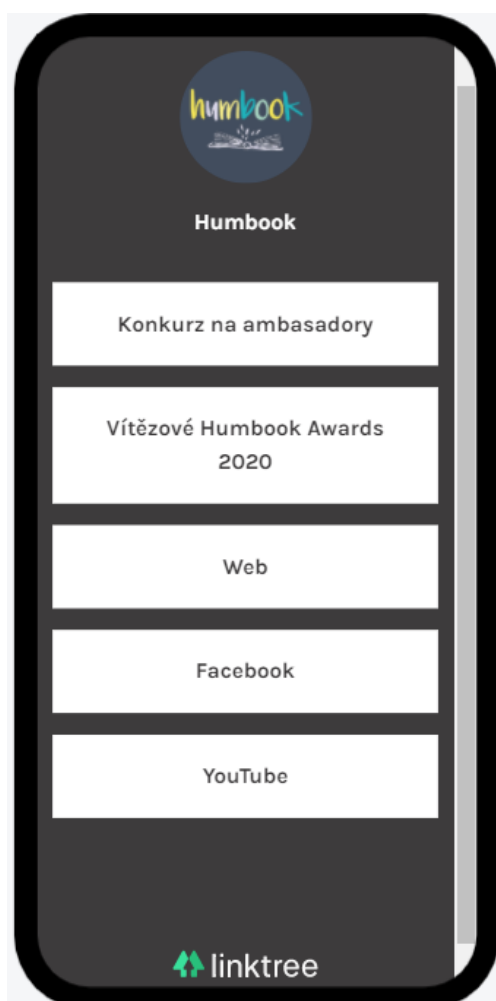 humbook
Humbook
Konkurz na ambasadory
Vítězové Humbook Awards
2020
Web
Facebook
YouTube
linktree